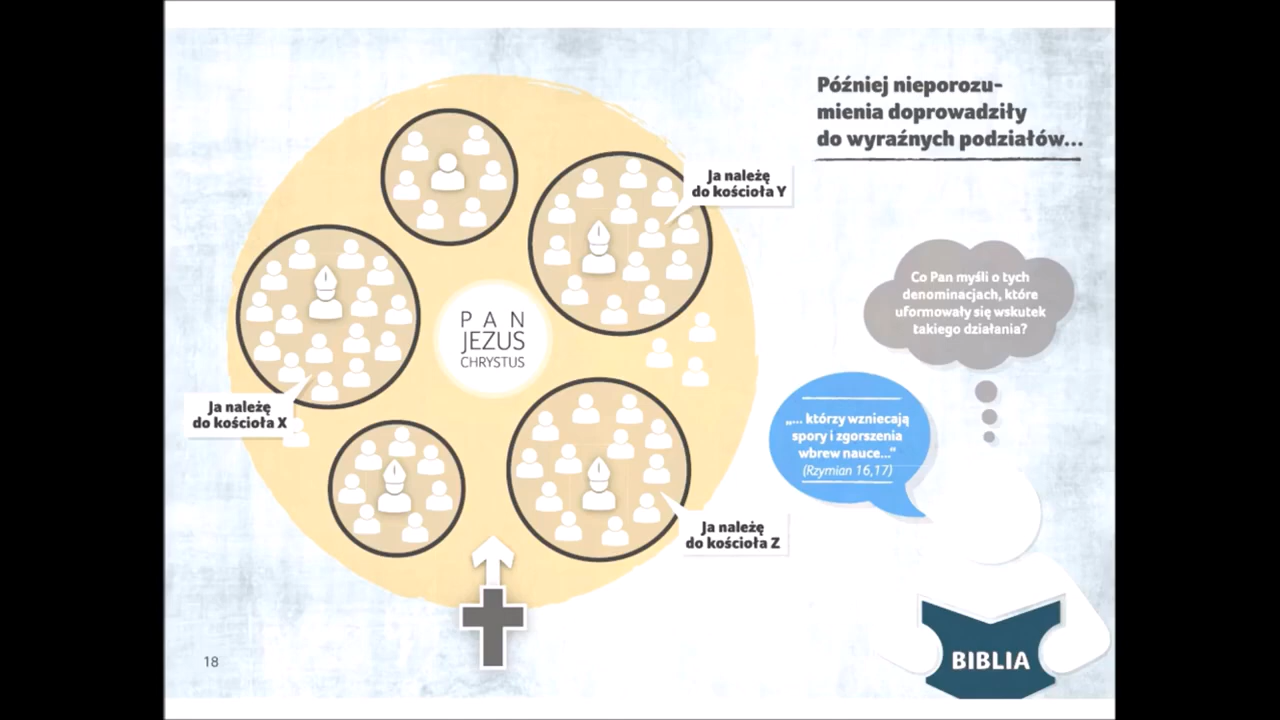 Później nieporozu-
mienia doprowadziły
do wyraźnych podziałów...
Ja należę
do kościoła Y
Co Pan myśli o tych
denominacjach, które
uformowały się wskutek
takiego działania?
PAN
JEZUS
CHRYSTUS
„... którzy wzniecają
spory i zgorszenia
wbrew nauce...“
(Rzymian 16,17)
Ja należę
do kościoła X
Ja należę
do kościoła Z
18
BIBLIA